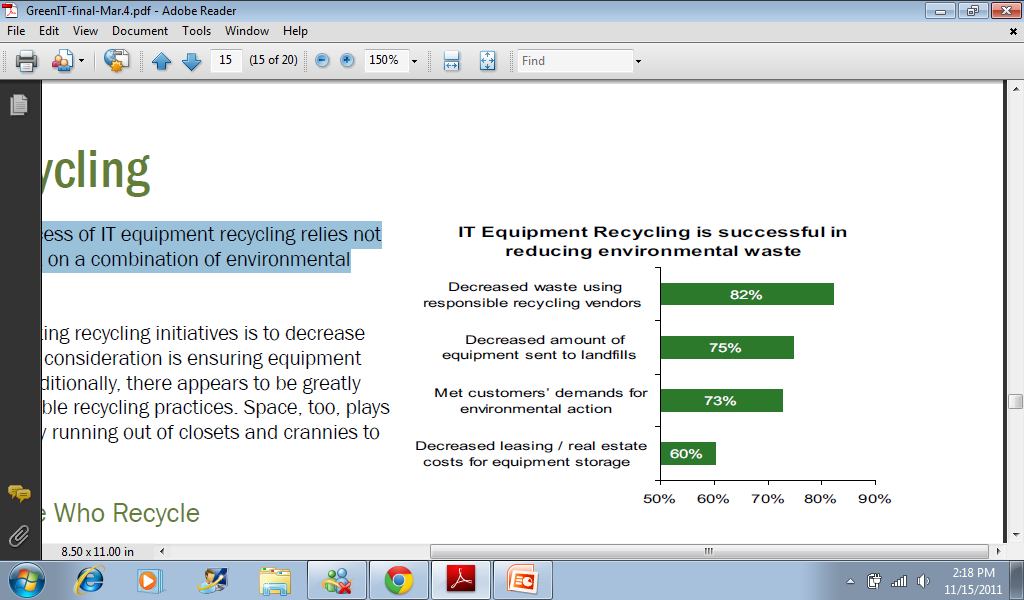 GreenIT-final-Mar.4.pdf - Adobe Reader
File Edit View Document Tools Window Help
15 (15 of 20) 150% Find
ycling
cess of IT equipment recycling relies not
on a combination of environmental
ing recycling initiatives is to decrease
consideration is ensuring equipment
ditionally, there appears to be greatly
ble recycling practices. Space, too, plays
y running out of closets and crannies to
e Who Recycle
IT Equipment Recycling is successful in
reducing environmental waste
Decreased waste using
responsible recycling vendors
82%
Decreased amount of
equipment sent to landfills
75%
Met customers' demands for
environmental action
73%
Decreased leasing / real estate
costs for equipment storage
60%
50% 60% 70% 80% 90%
8.50 x 11.00 in
2:18 PM
11/15/2011